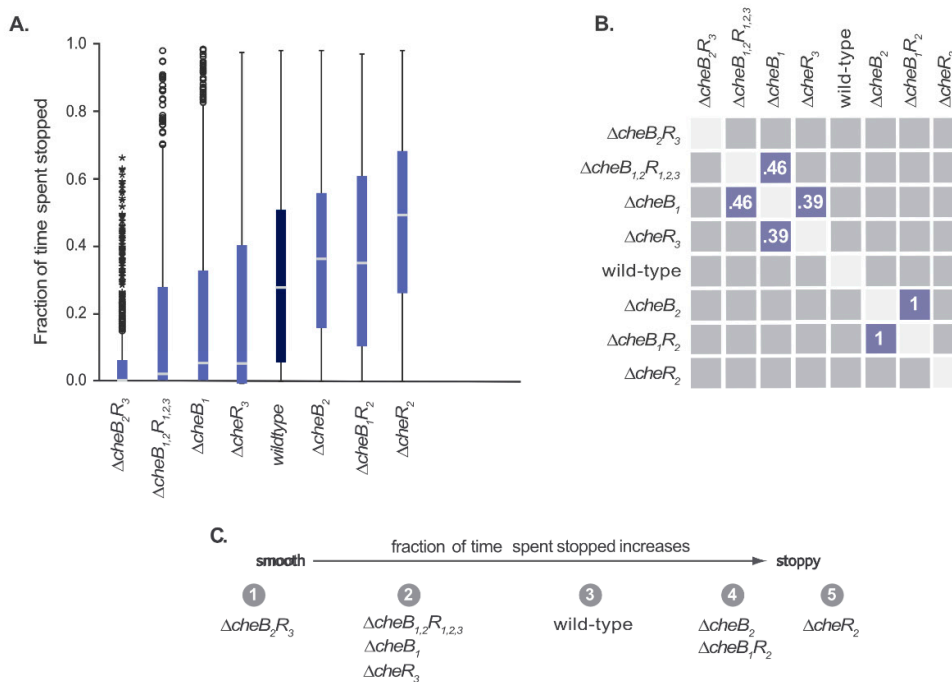 A.
Fraction of time spent stopped
1.0
0.8
0.6
0.4
0.2
0.0
ΔcheB₂R₃
ΔcheB₁,₂R₁,₂,₃
ΔcheB₁
ΔcheR₃
wildtype
ΔcheB₂
ΔcheB₁R₂
ΔcheR₂
B.
ΔcheB₂R₃
ΔcheB₁,₂R₁,₂,₃
ΔcheB₁
ΔcheR₃
wild-type
ΔcheB₂
ΔcheB₁R₂
ΔcheR₂
ΔcheB₂R₃
ΔcheB₁,₂R₁,₂,₃ .46
ΔcheB₁ .46 .39
ΔcheR₃ .39
wild-type
ΔcheB₂ 1
ΔcheB₁R₂ 1
ΔcheR₂
C.
fraction of time spent stopped increases
smooth stoppy
1 2 3 4 5
ΔcheB₂R₃ ΔcheB₁,₂R₁,₂,₃ wild-type ΔcheB₂ ΔcheR₂
ΔcheB₁ ΔcheB₁R₂
ΔcheR₃